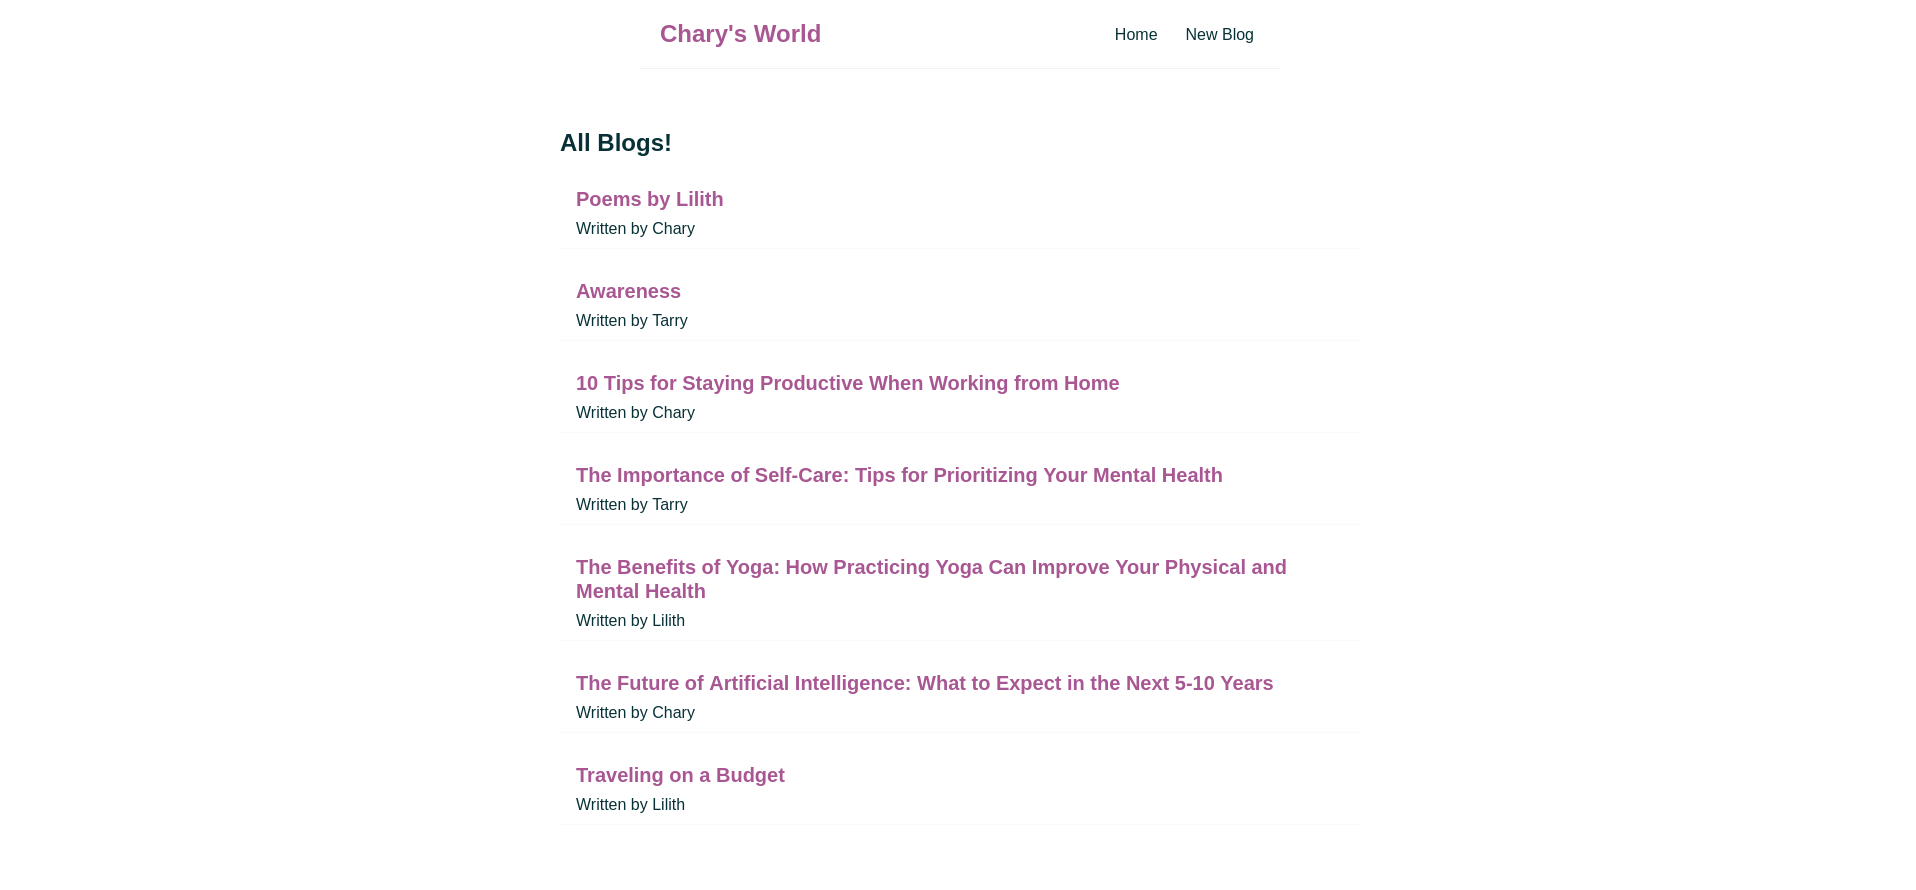 Chary's World
Home
New Blog
All Blogs!
Poems by Lilith
Written by Chary
Awareness
Written by Tarry
10 Tips for Staying Productive When Working from Home
Written by Chary
The Importance of Self-Care: Tips for Prioritizing Your Mental Health
Written by Tarry
The Benefits of Yoga: How Practicing Yoga Can Improve Your Physical and
Mental Health
Written by Lilith
The Future of Artificial Intelligence: What to Expect in the Next 5-10 Years
Written by Chary
Traveling on a Budget
Written by Lilith